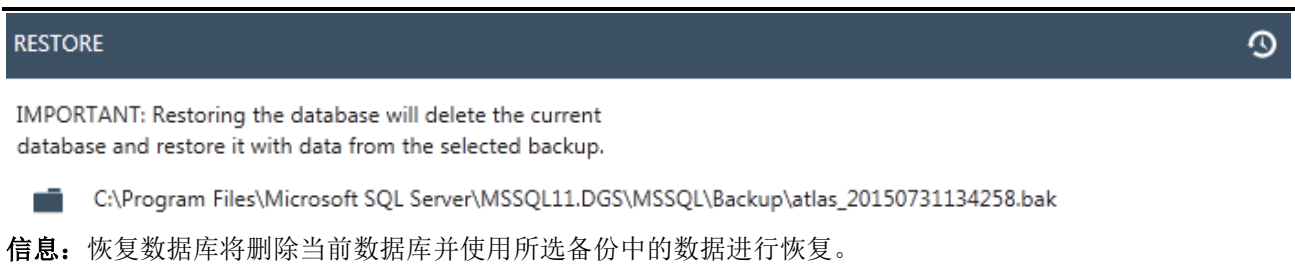 RESTORE
IMPORTANT: Restoring the database will delete the current
database and restore it with data from the selected backup.
C:\Program Files\Microsoft SQL Server\MSSQL11.DGS\MSSQL\Backup\atlas_20150731134258.bak
信息：恢复数据库将删除当前数据库并使用所选备份中的数据进行恢复。